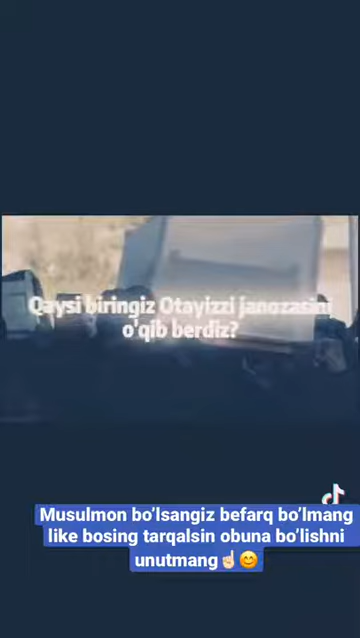 Qaysi biringiz Otayizzi janozasini
o'qib berdiz?
Musulmon bo’lsangiz befarq bo’lmang
like bosing tarqalsin obuna bo’lishni
unutmang☝🏻😊